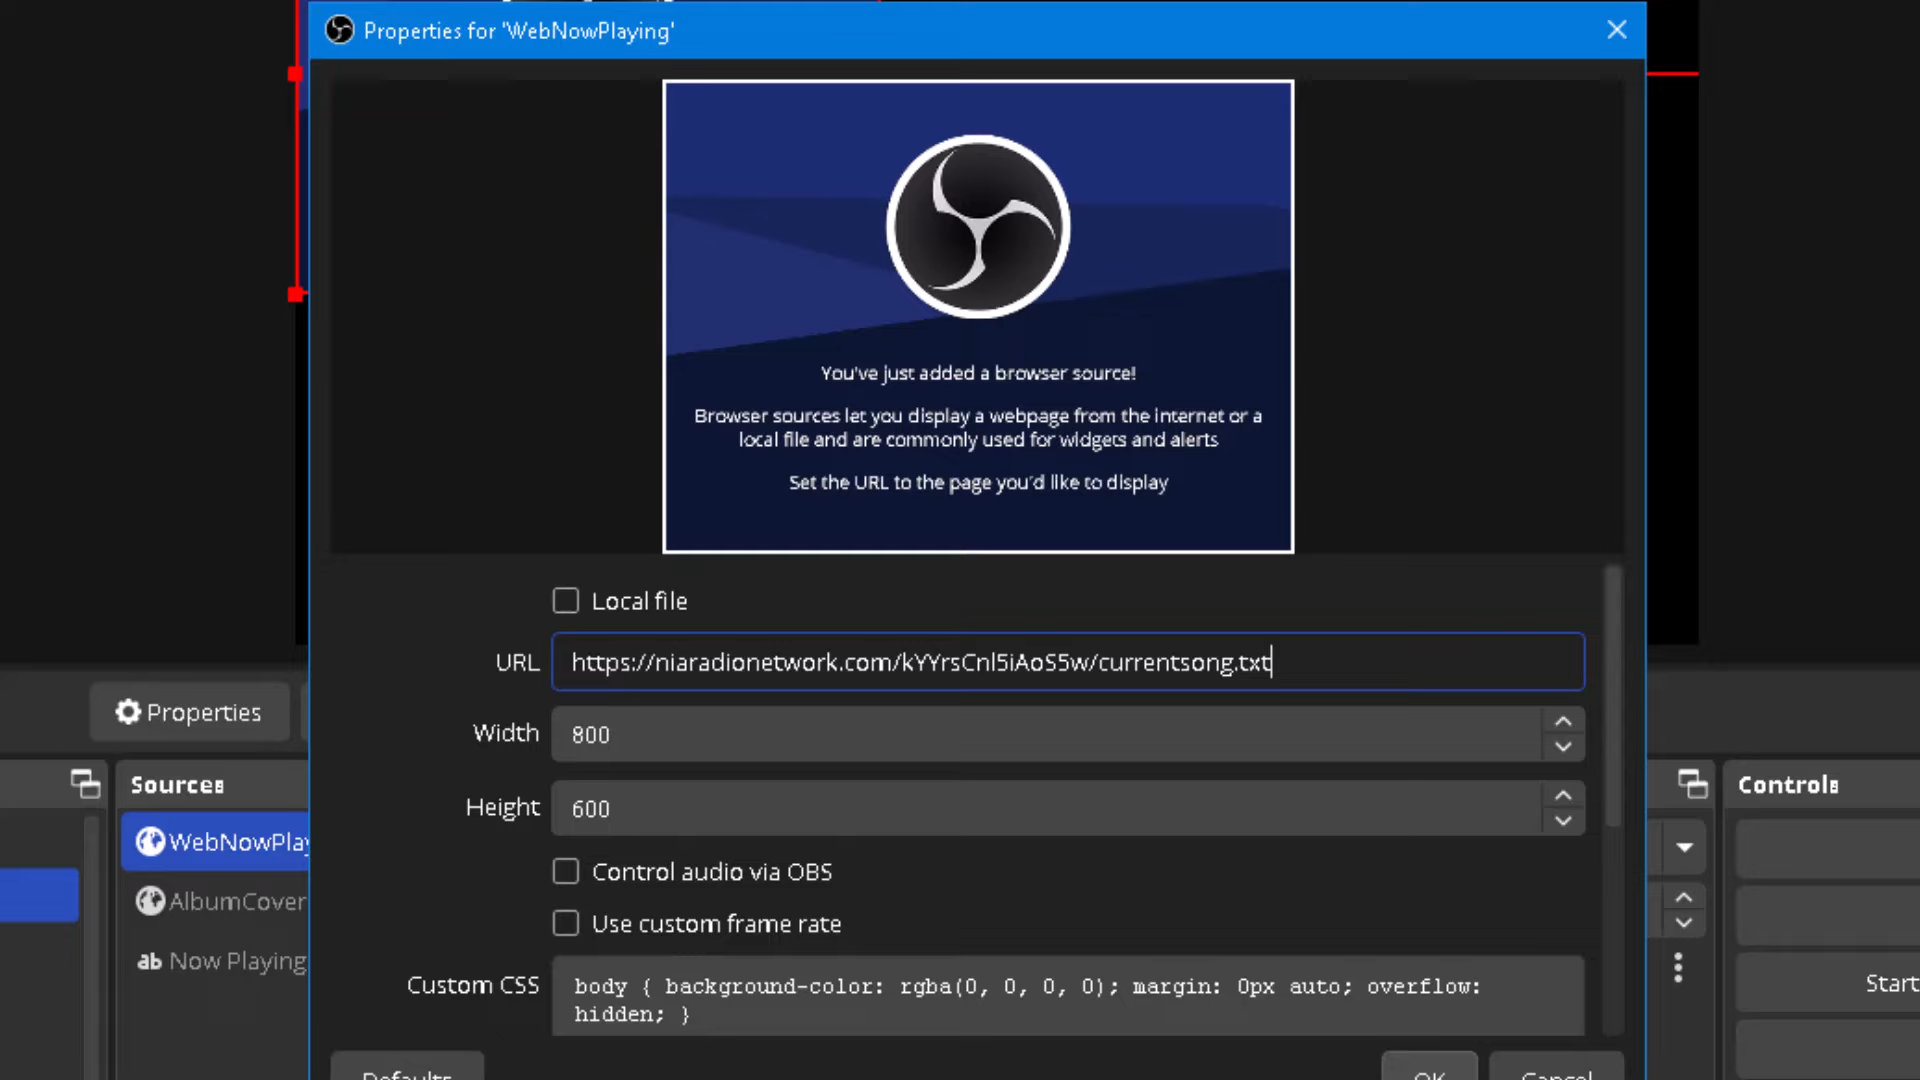 Properties for 'WebNowPlaying'
You've just added a browser source!
Browser sources let you display a webpage from the internet or a
local file and are commonly used for widgets and alerts
Set the URL to the page you'd like to display
Local file
URL https://niaradionetwork.com/kYYrsCnl5iAoS5w/currentsong.txt
Properties
Width 800
Sources
Height 600
Controls
WebNowPlay
Control audio via OBS
AlbumCover
Use custom frame rate
ab Now Playing
Custom CSS body { background-color: rgba(0, 0, 0, 0); margin: 0px auto; overflow:
hidden; }
Start
Defaults OK Cancel